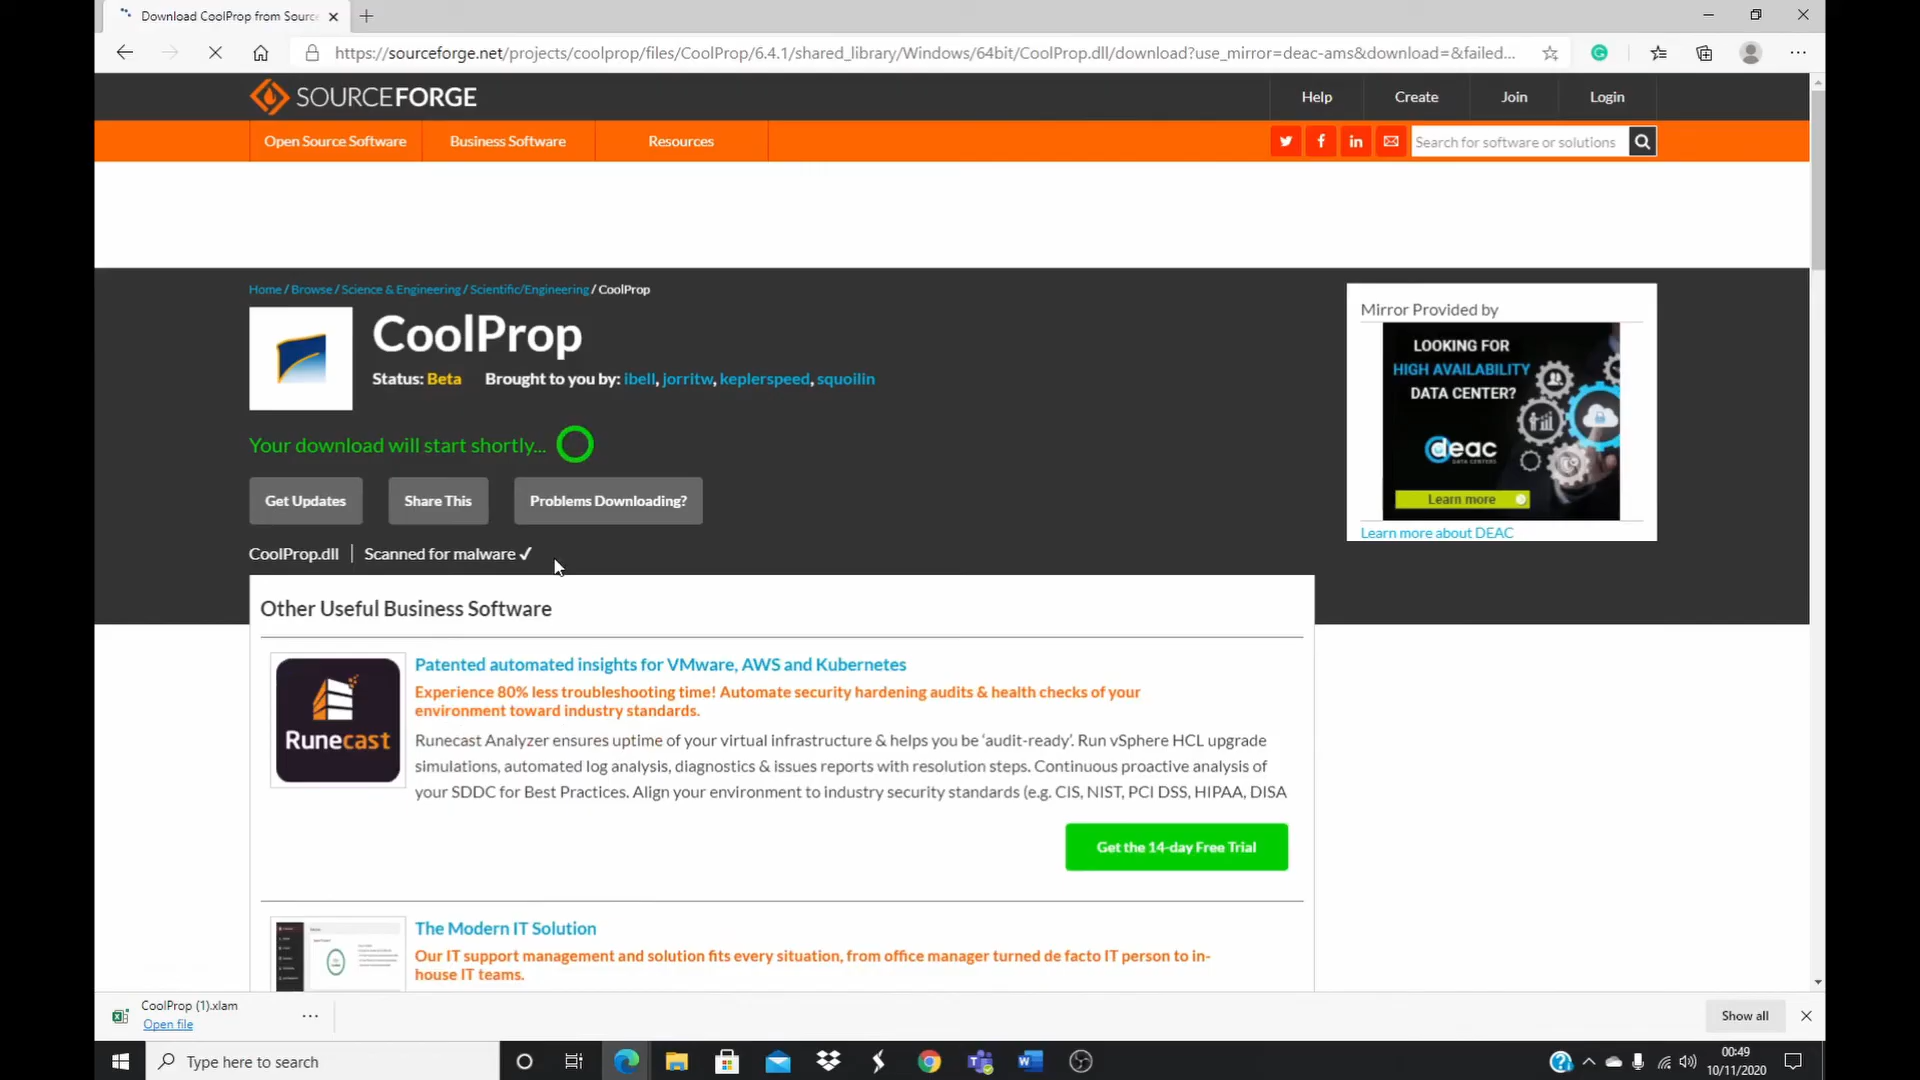 Download CoolProp from Source
https://sourceforge.net/projects/coolprop/files/CoolProp/6.4.1/shared_library/Windows/64bit/CoolProp.dll/download?use_mirror=deac-ams&download=&failed...
SOURCEFORGE
Help
Create
Join
Login
Open Source Software
Business Software
Resources
Search for software or solutions
Home / Browse / Science & Engineering / Scientific/Engineering / CoolProp
CoolProp
Status: Beta
Brought to you by: ibell, jorritw, keplerspeed, squoilin
Your download will start shortly...
Get Updates
Share This
Problems Downloading?
CoolProp.dll
Scanned for malware ✓
Mirror Provided by
LOOKING FOR
HIGH AVAILABILITY
DATA CENTER?
deac
DATA CENTERS
Learn more
Learn more about DEAC
Other Useful Business Software
Runecast
Patented automated insights for VMware, AWS and Kubernetes
Experience 80% less troubleshooting time! Automate security hardening audits & health checks of your
environment toward industry standards.
Runecast Analyzer ensures uptime of your virtual infrastructure & helps you be ‘audit-ready’. Run vSphere HCL upgrade
simulations, automated log analysis, diagnostics & issues reports with resolution steps. Continuous proactive analysis of
your SDDC for Best Practices. Align your environment to industry security standards (e.g. CIS, NIST, PCI DSS, HIPAA, DISA
Get the 14-day Free Trial
The Modern IT Solution
Our IT support management and solution fits every situation, from office manager turned de facto IT person to in-
house IT teams.
CoolProp (1).xlam
Open file
Show all
Type here to search
00:49
10/11/2020